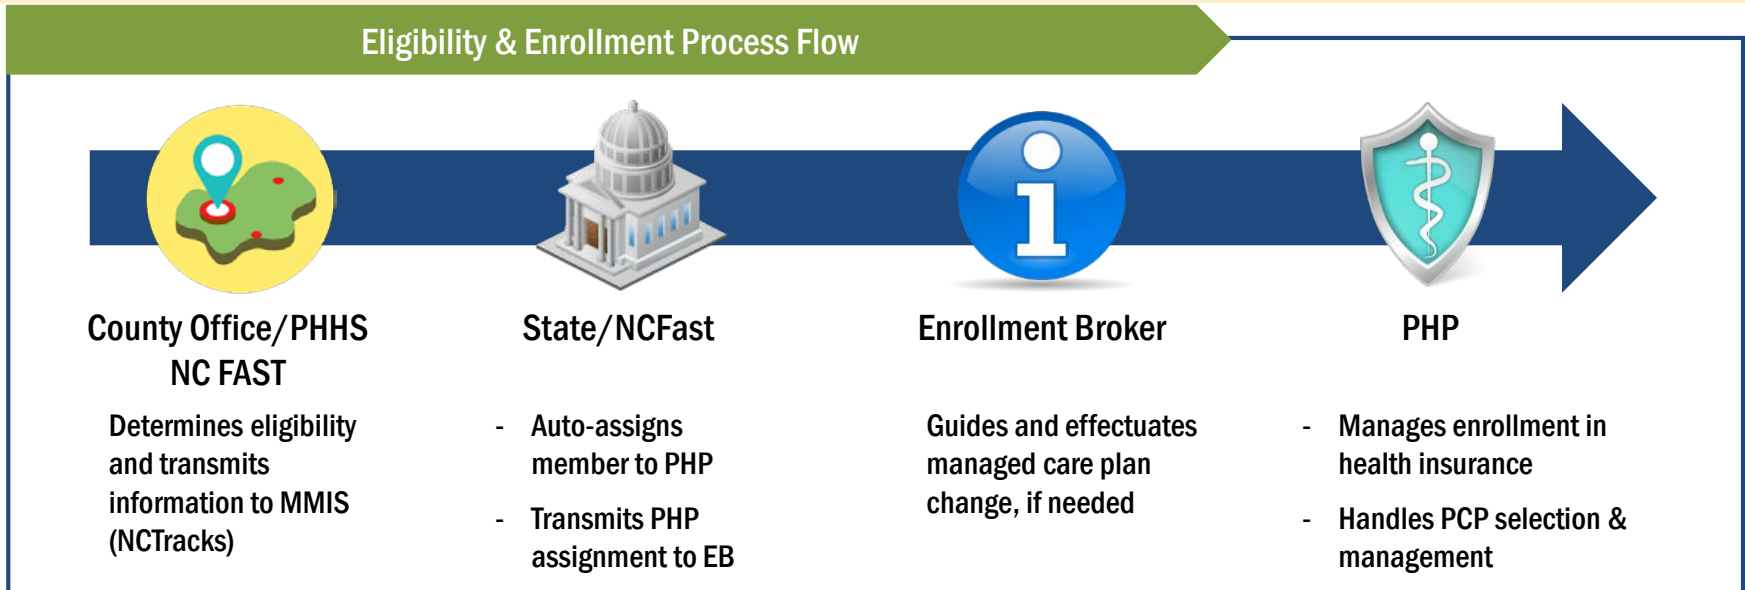 Eligibility & Enrollment Process Flow
County Office/PHHS
NC FAST
Determines eligibility
and transmits
information to MMIS
(NCTracks)
State/NCFast
- Auto-assigns
member to PHP
- Transmits PHP
assignment to EB
Enrollment Broker
Guides and effectuates
managed care plan
change, if needed
PHP
- Manages enrollment in
health insurance
- Handles PCP selection &
management